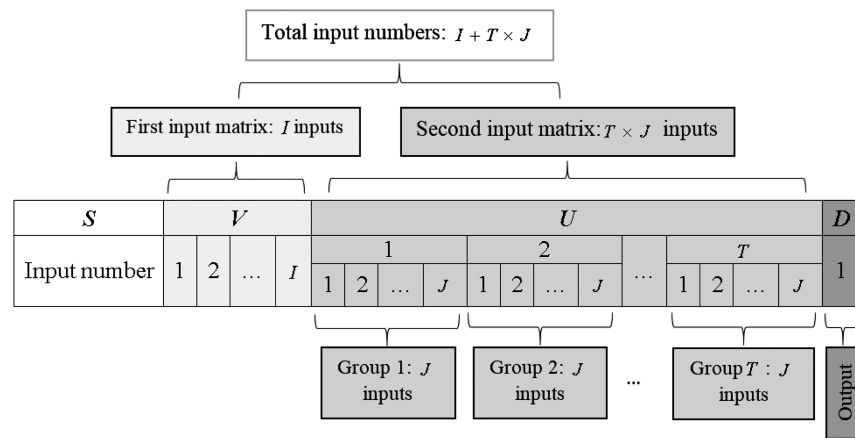 Total input numbers: I + T × J
First input matrix: I inputs
Second input matrix: T × J inputs
S V U D
1 2 ... T
Input number 1 2 ... I 1 2 ... J 1 2 ... J 1 2 ... J 1
Group 1: J
inputs
Group 2: J
inputs
...
Group T : J
inputs
Output